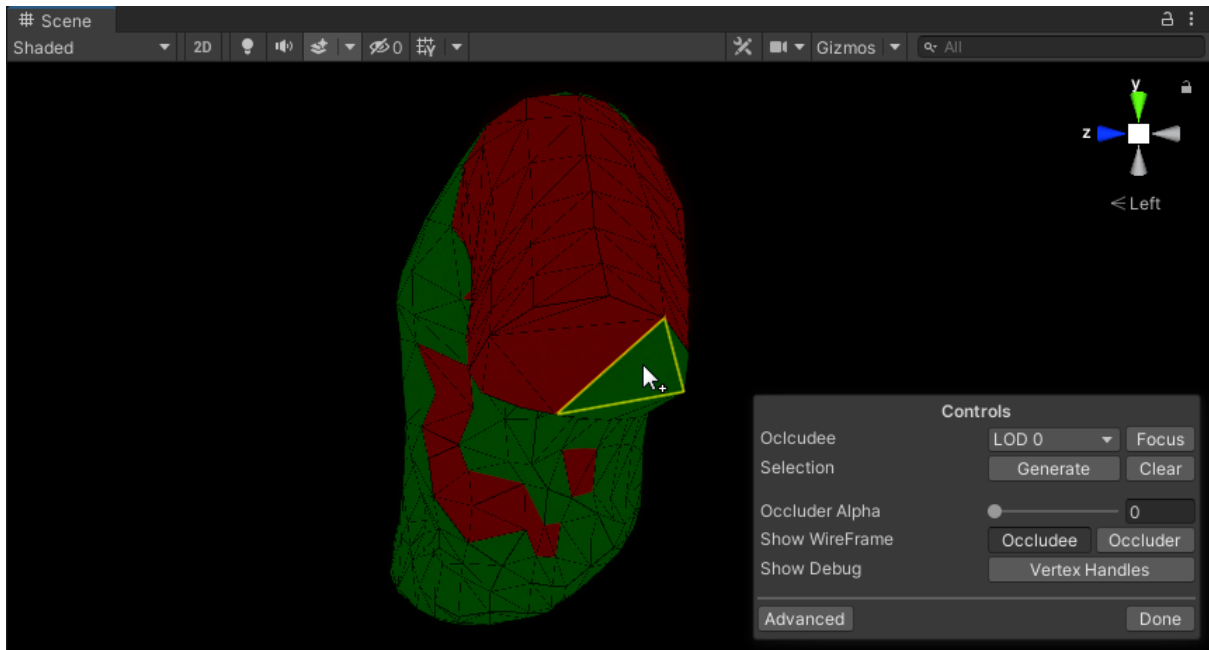 Scene
Shaded 2D 0 Gizmos All
y
z
Left
Controls
Oclcudee LOD 0 Focus
Selection Generate Clear
Occluder Alpha 0
Show WireFrame Occludee Occluder
Show Debug Vertex Handles
Advanced Done